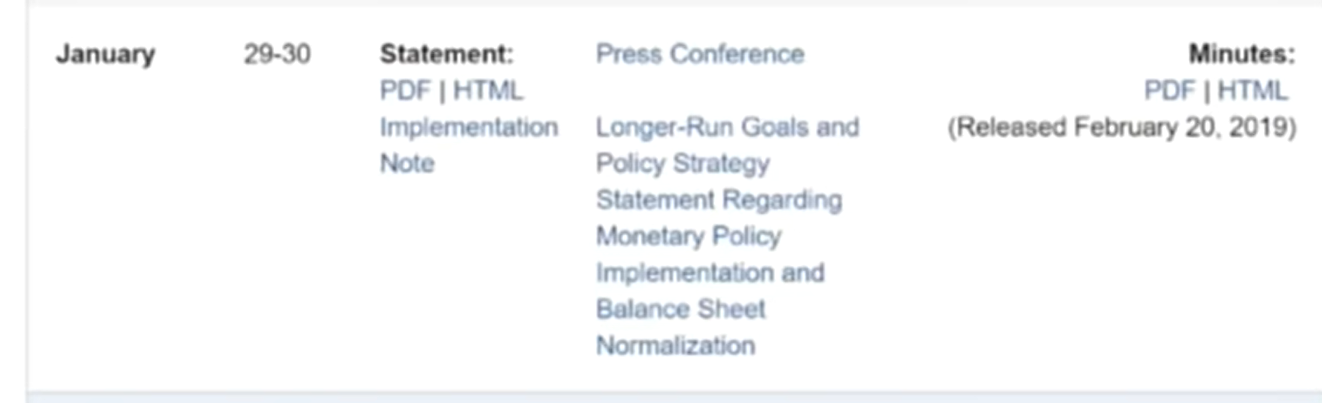 January 29-30 Statement: Press Conference Minutes:
PDF | HTML PDF | HTML
Implementation Longer-Run Goals and (Released February 20, 2019)
Note Policy Strategy
Statement Regarding
Monetary Policy
Implementation and
Balance Sheet
Normalization